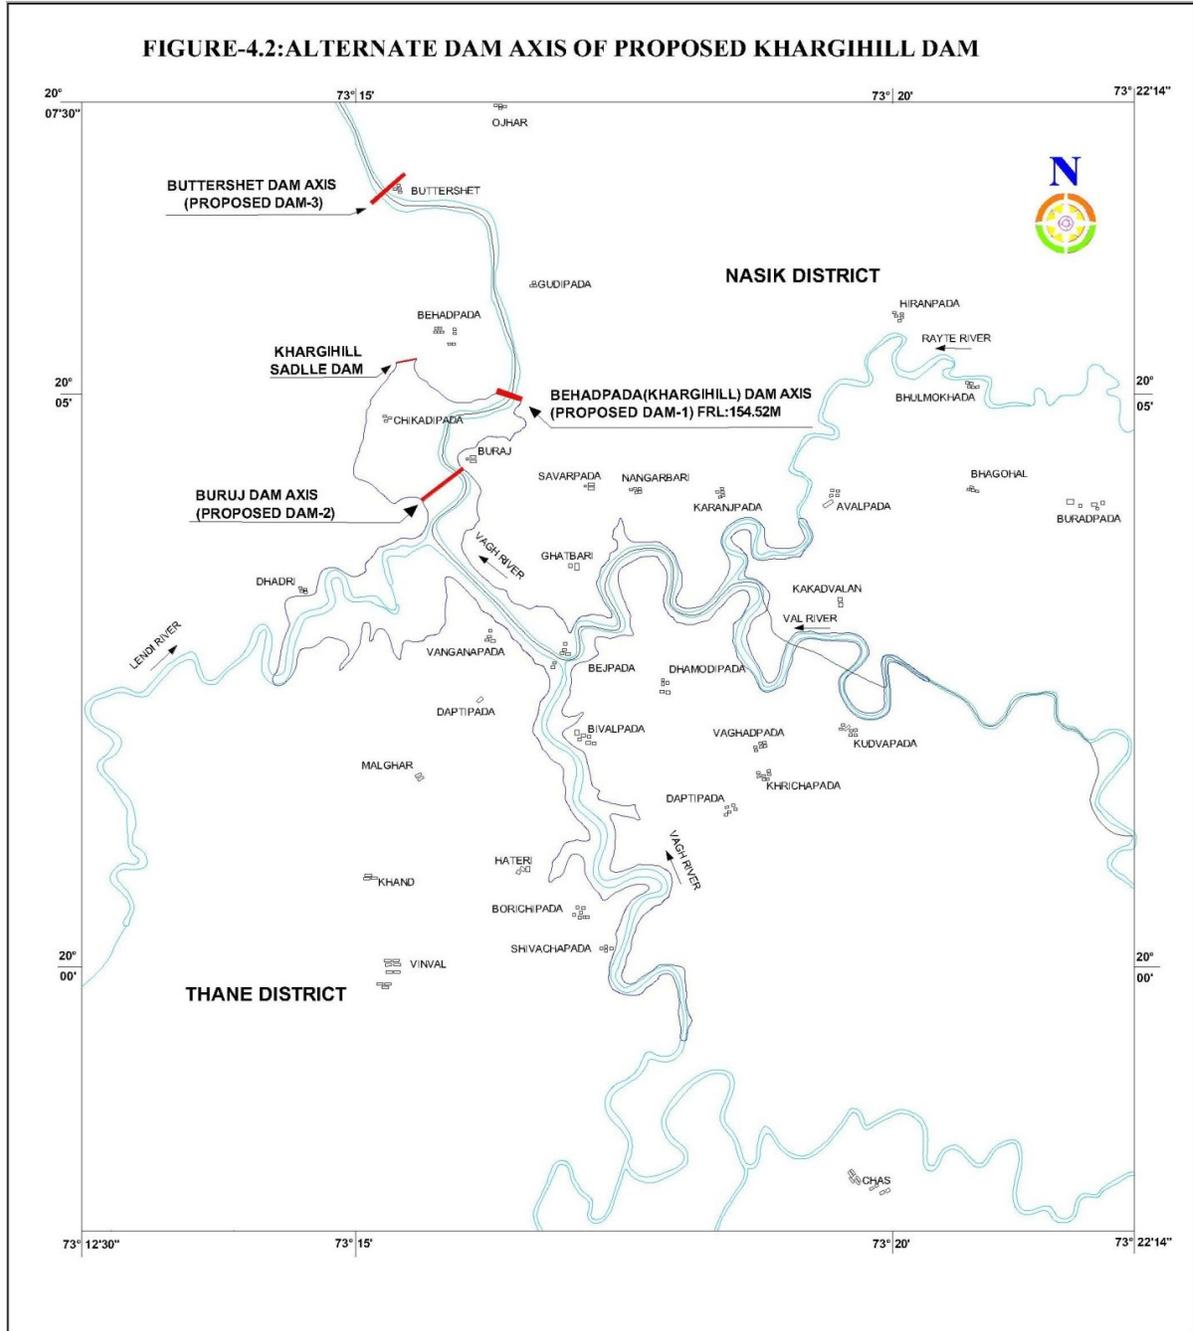 FIGURE-4.2:ALTERNATE DAM AXIS OF PROPOSED KHARGIHILL DAM
20°
07'30"
73° 15'
73° 20'
73° 22'14"
OJHAR
N
BUTTERSHET DAM AXIS
(PROPOSED DAM-3)
BUTTERSHET
NASIK DISTRICT
GUDIPADA
HIRANPADA
BEHADPADA
RAYTE RIVER
KHARGIHILL
SADLLE DAM
20°
05'
BEHADPADA(KHARGIHILL) DAM AXIS
(PROPOSED DAM-1) FRL:154.52M
BHULMOKHADA
20°
05'
CHIKADIPADA
BURAJ
SAVARPADA
NANGARBARI
KARANJPADA
AVALPADA
BHAGOHAL
BURADPADA
BURUJ DAM AXIS
(PROPOSED DAM-2)
VAGH RIVER
GHATBARI
DHADRI
KAKADVALAN
VAL RIVER
LENDI RIVER
VANGANAPADA
BEJPADA
DHAMODIPADA
DAPTIPADA
BIVALPADA
VAGHADPADA
KUDVAPADA
MALGHAR
KHRICHAPADA
DAPTIPADA
VAGH RIVER
HATERI
KHAND
BORICHIPADA
SHIVACHAPADA
20°
00'
VINVAL
20°
00'
THANE DISTRICT
CHAS
73° 12'30"
73° 15'
73° 20'
73° 22'14"